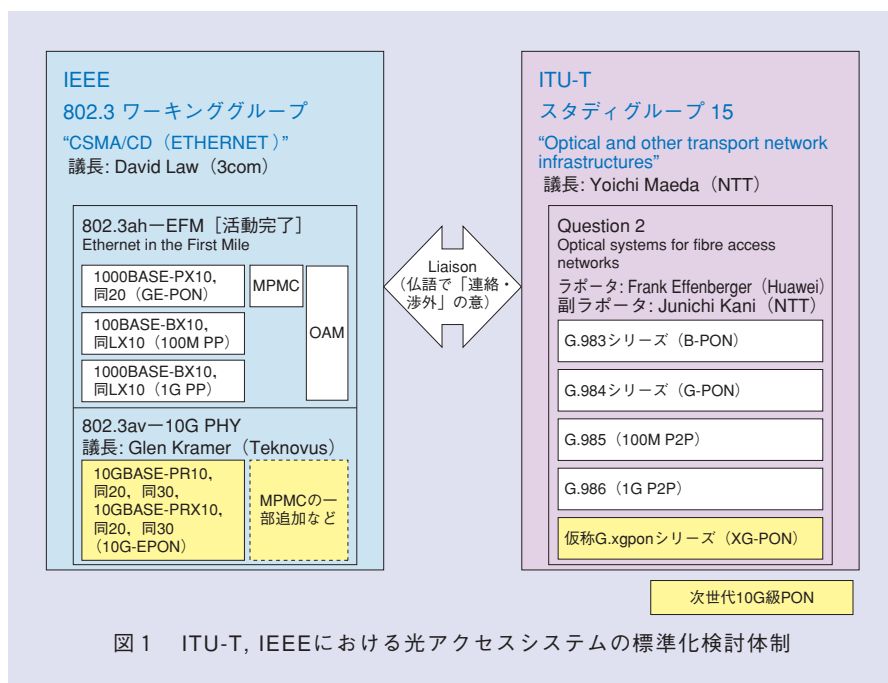 IEEE
802.3 ワーキンググループ
“CSMA/CD（ETHERNET）”
議長: David Law（3com）
802.3ah－EFM［活動完了］
Ethernet in the First Mile
1000BASE-PX10,
同20（GE-PON）
MPMC
100BASE-BX10,
同LX10（100M PP）
OAM
1000BASE-BX10,
同LX10（1G PP）
802.3av－10G PHY
議長: Glen Kramer（Teknovus）
10GBASE-PR10,
同20，同30,
10GBASE-PRX10,
同20，同30
（10G-EPON）
MPMCの一
部追加など
Liaison
（仏語で「連絡・
渉外」の意）
ITU-T
スタディグループ 15
“Optical and other transport network
infrastructures”
議長: Yoichi Maeda（NTT）
Question 2
Optical systems for fibre access
networks
ラポータ: Frank Effenberger（Huawei）
副ラポータ: Junichi Kani（NTT）
G.983シリーズ（B-PON）
G.984シリーズ（G-PON）
G.985（100M P2P）
G.986（1G P2P）
仮称G.xgponシリーズ（XG-PON）
次世代10G級PON
図1 ITU-T, IEEEにおける光アクセスシステムの標準化検討体制